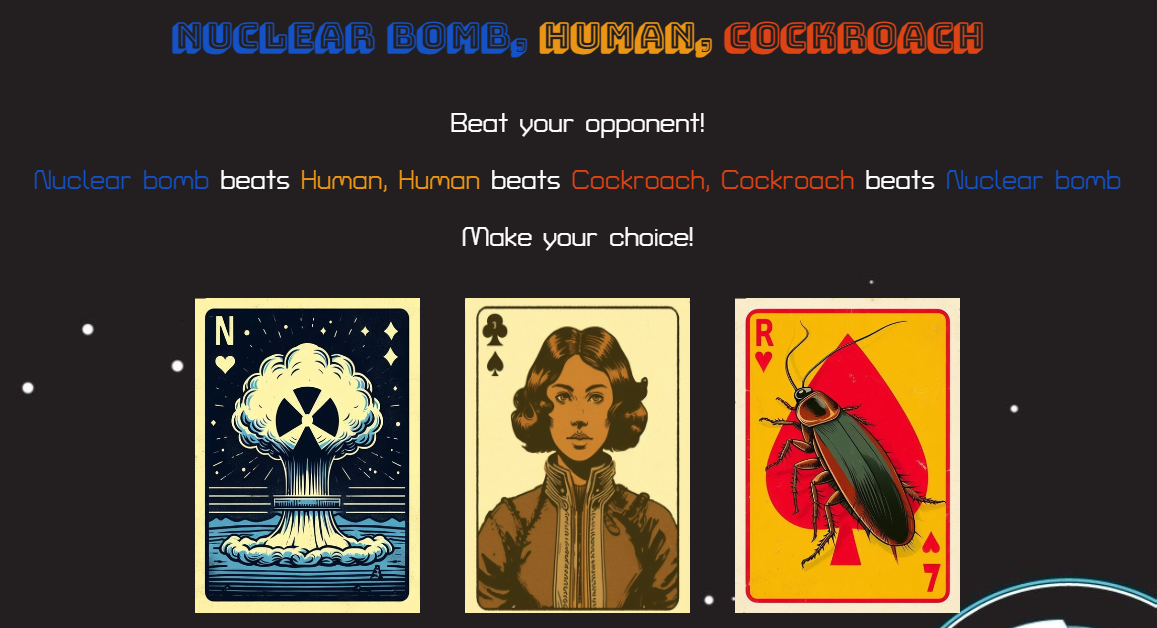 NUCLEAR BOMB, HUMAN, COCKROACH
Beat your opponent!
Nuclear bomb beats Human, Human beats Cockroach, Cockroach beats Nuclear bomb
Make your choice!
N
R
A
7